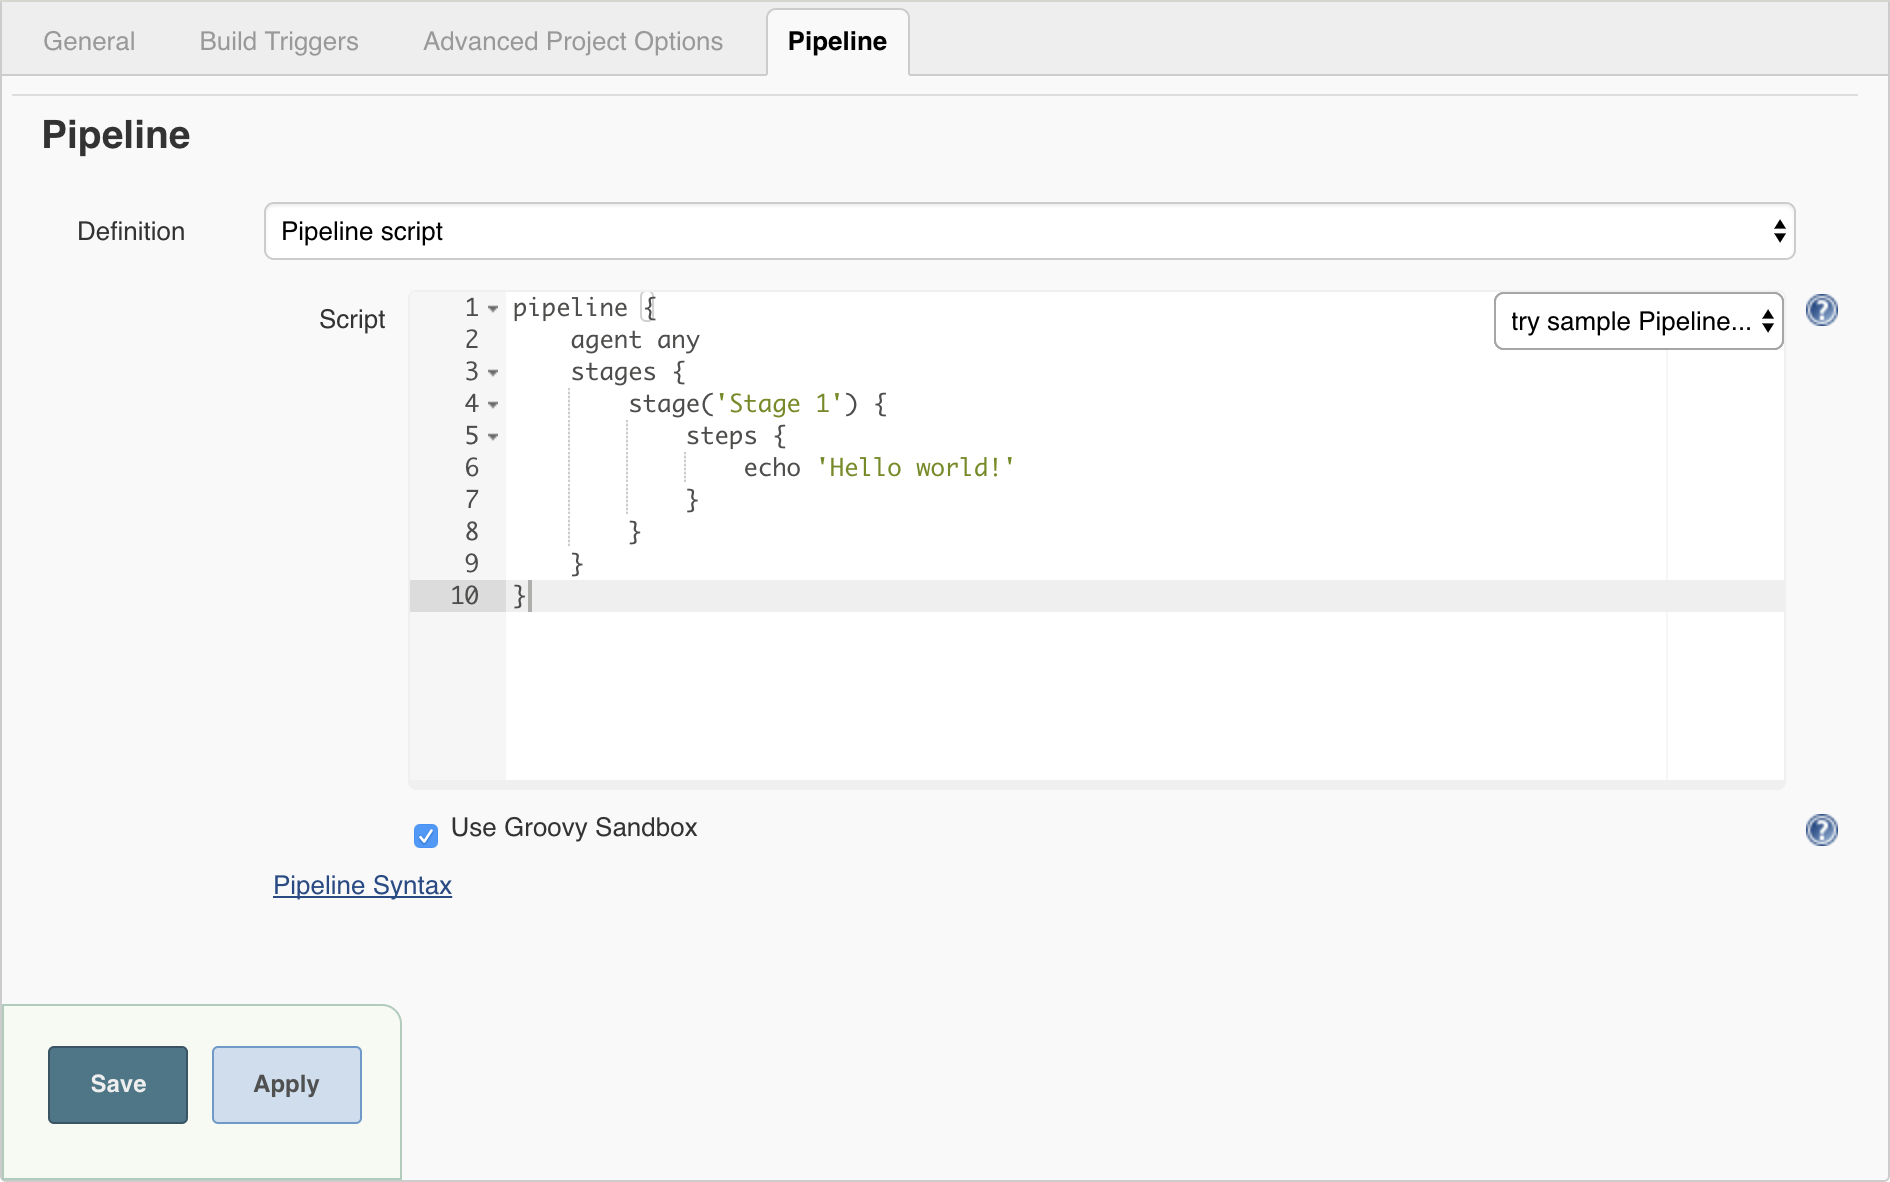 General Build Triggers Advanced Project Options Pipeline
Pipeline
Definition Pipeline script
Script
try sample Pipeline...
1 pipeline {
2     agent any
3     stages {
4         stage('Stage 1') {
5             steps {
6                 echo 'Hello world!'
7             }
8         }
9     }
10 }
Use Groovy Sandbox
Pipeline Syntax
Save Apply